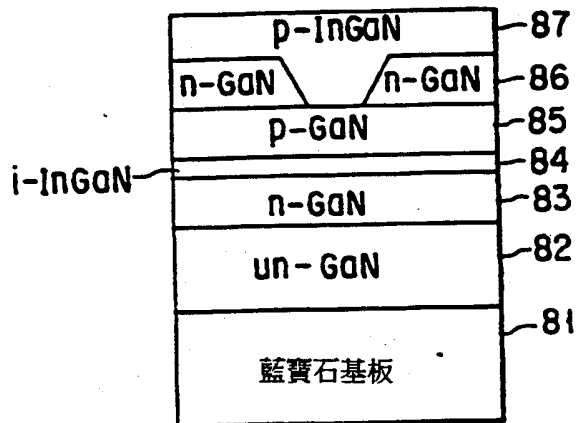 p-InGaN
87
n-GaN
n-GaN
86
p-GaN
85
i-InGaN
84
n-GaN
83
un-GaN
82
81
藍寶石基板